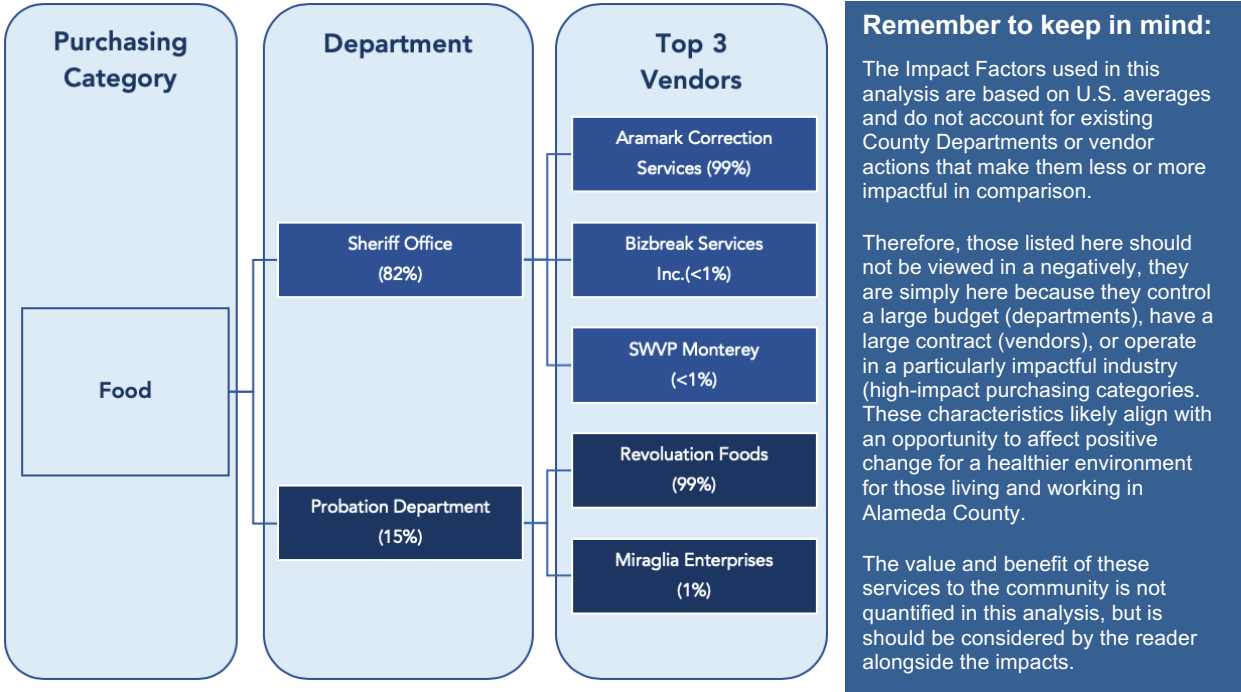 Purchasing
Category
Department
Top 3
Vendors
Food
Sheriff Office
(82%)
Probation Department
(15%)
Aramark Correction
Services (99%)
Bizbreak Services
Inc.(<1%)
SWVP Monterey
(<1%)
Revoluation Foods
(99%)
Miraglia Enterprises
(1%)
Remember to keep in mind:
The Impact Factors used in this
analysis are based on U.S. averages
and do not account for existing
County Departments or vendor
actions that make them less or more
impactful in comparison.
Therefore, those listed here should
not be viewed in a negatively, they
are simply here because they control
a large budget (departments), have a
large contract (vendors), or operate
in a particularly impactful industry
(high-impact purchasing categories.
These characteristics likely align with
an opportunity to affect positive
change for a healthier environment
for those living and working in
Alameda County.
The value and benefit of these
services to the community is not
quantified in this analysis, but is
should be considered by the reader
alongside the impacts.